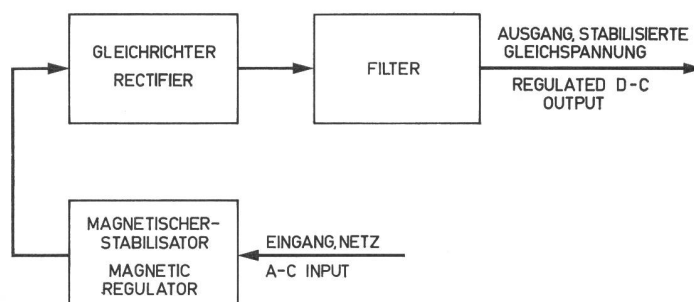 GLEICHRICHTER
RECTIFIER
FILTER
AUSGANG, STABILISIERTE
GLEICHSPANNUNG
REGULATED D-C
OUTPUT
MAGNETISCHER-
STABILISATOR
MAGNETIC
REGULATOR
EINGANG, NETZ
A-C INPUT